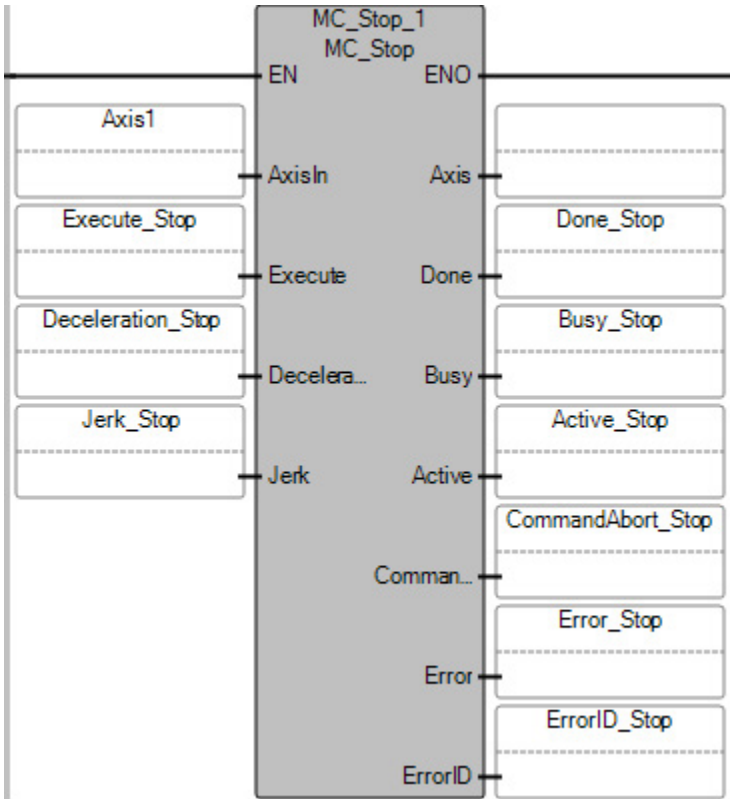 MC_Stop_1
MC_Stop
EN ENO
Axis1
AxisIn Axis
Execute_Stop Done_Stop
Execute Done
Deceleration_Stop Busy_Stop
Decelera... Busy
Jerk_Stop Active_Stop
Jerk Active
CommandAbort_Stop
Comman...
Error_Stop
Error
ErrorID_Stop
ErrorID